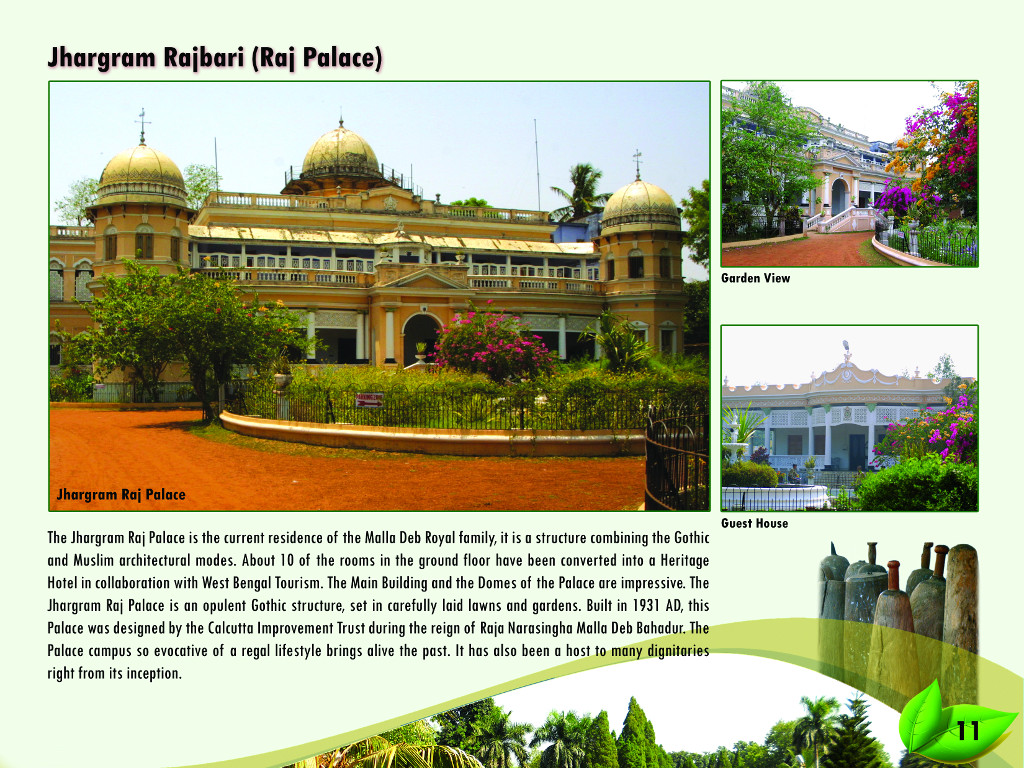 Jhargram Rajbari (Raj Palace)
Jhargram Raj Palace
Garden View
Guest House
The Jhargram Raj Palace is the current residence of the Malla Deb Royal family, it is a structure combining the Gothic
and Muslim architectural modes. About 10 of the rooms in the ground floor have been converted into a Heritage
Hotel in collaboration with West Bengal Tourism. The Main Building and the Domes of the Palace are impressive. The
Jhargram Raj Palace is an opulent Gothic structure, set in carefully laid lawns and gardens. Built in 1931 AD, this
Palace was designed by the Calcutta Improvement Trust during the reign of Raja Narasingha Malla Deb Bahadur. The
Palace campus so evocative of a regal lifestyle brings alive the past. It has also been a host to many dignitaries
right from its inception.
11